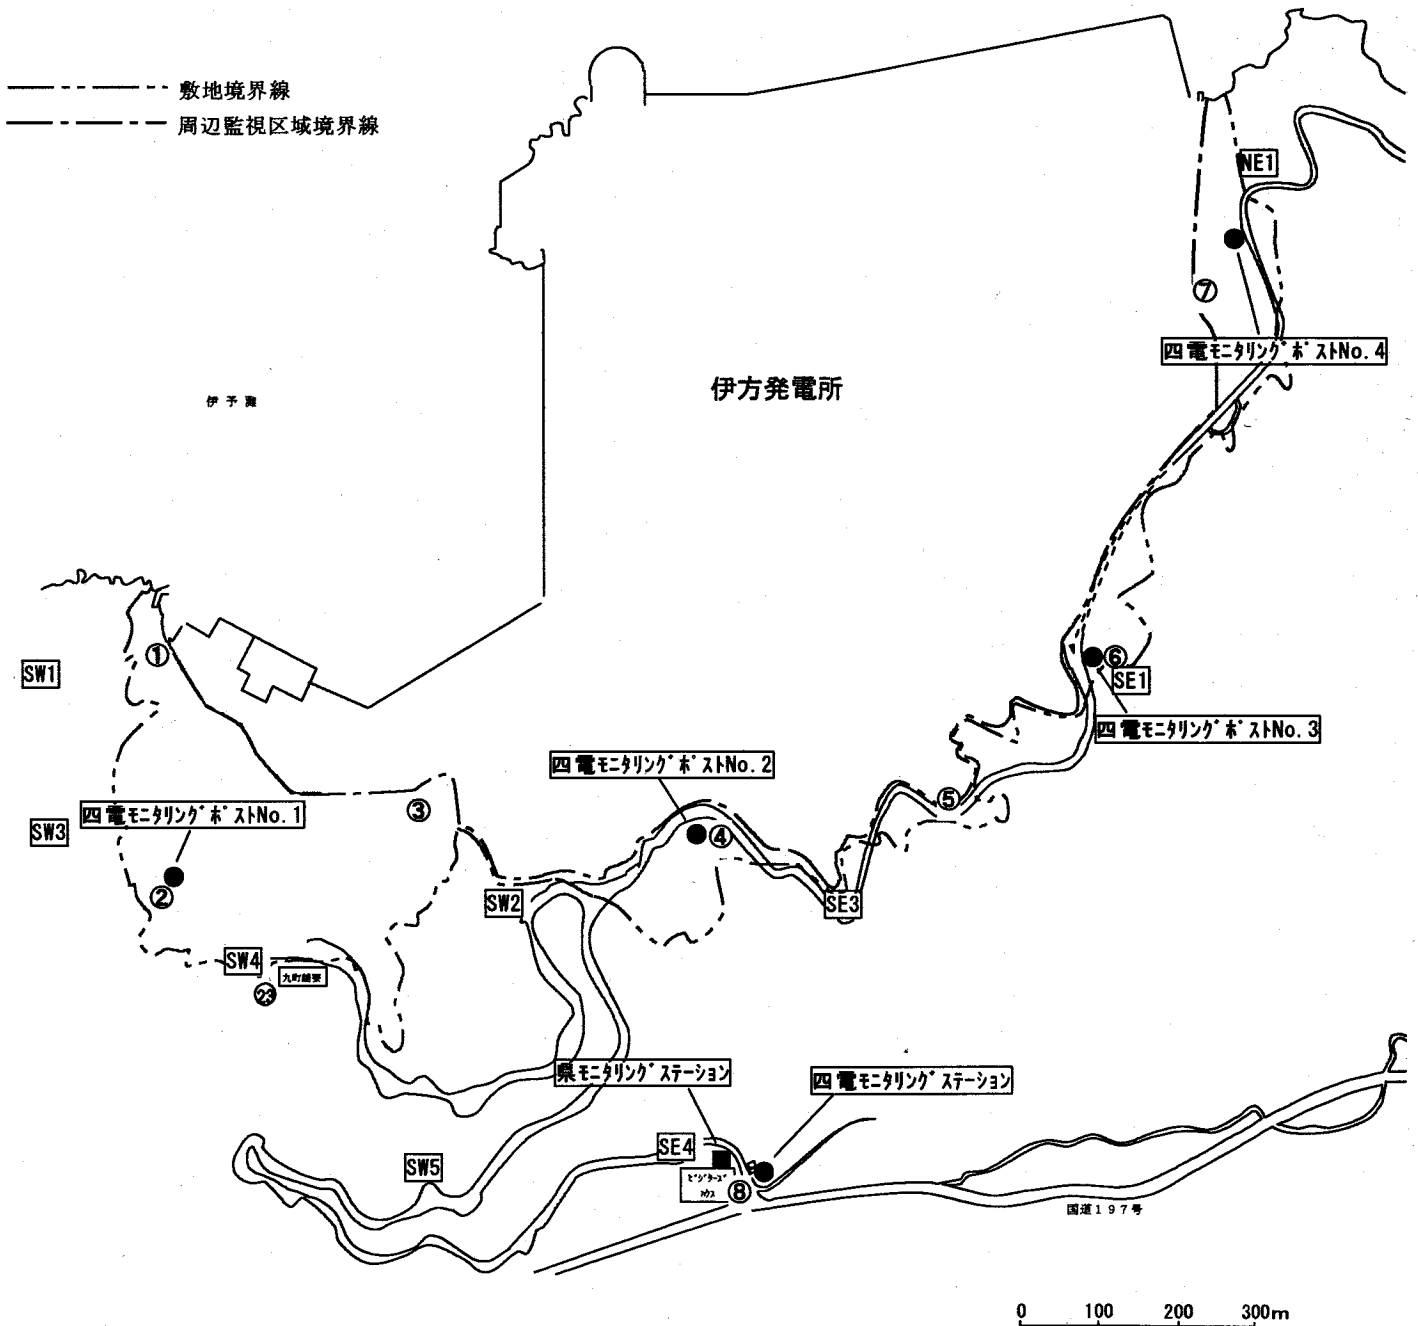 敷地境界線
周辺監視区域境界線
NE1
⑦
四電モニタリングポストNo.4
伊方発電所
伊予灘
①
SW1
⑥
SE1
四電モニタリングポストNo.3
四電モニタリングポストNo.2
⑤
四電モニタリングポストNo.1
③
SW3
④
②
SW2
SE3
SW4
九町越寮
㉓
県モニタリングステーション
四電モニタリングステーション
SE4
SW5
ビジターズ
ハウス
⑧
国道197号
0 100 200 300m